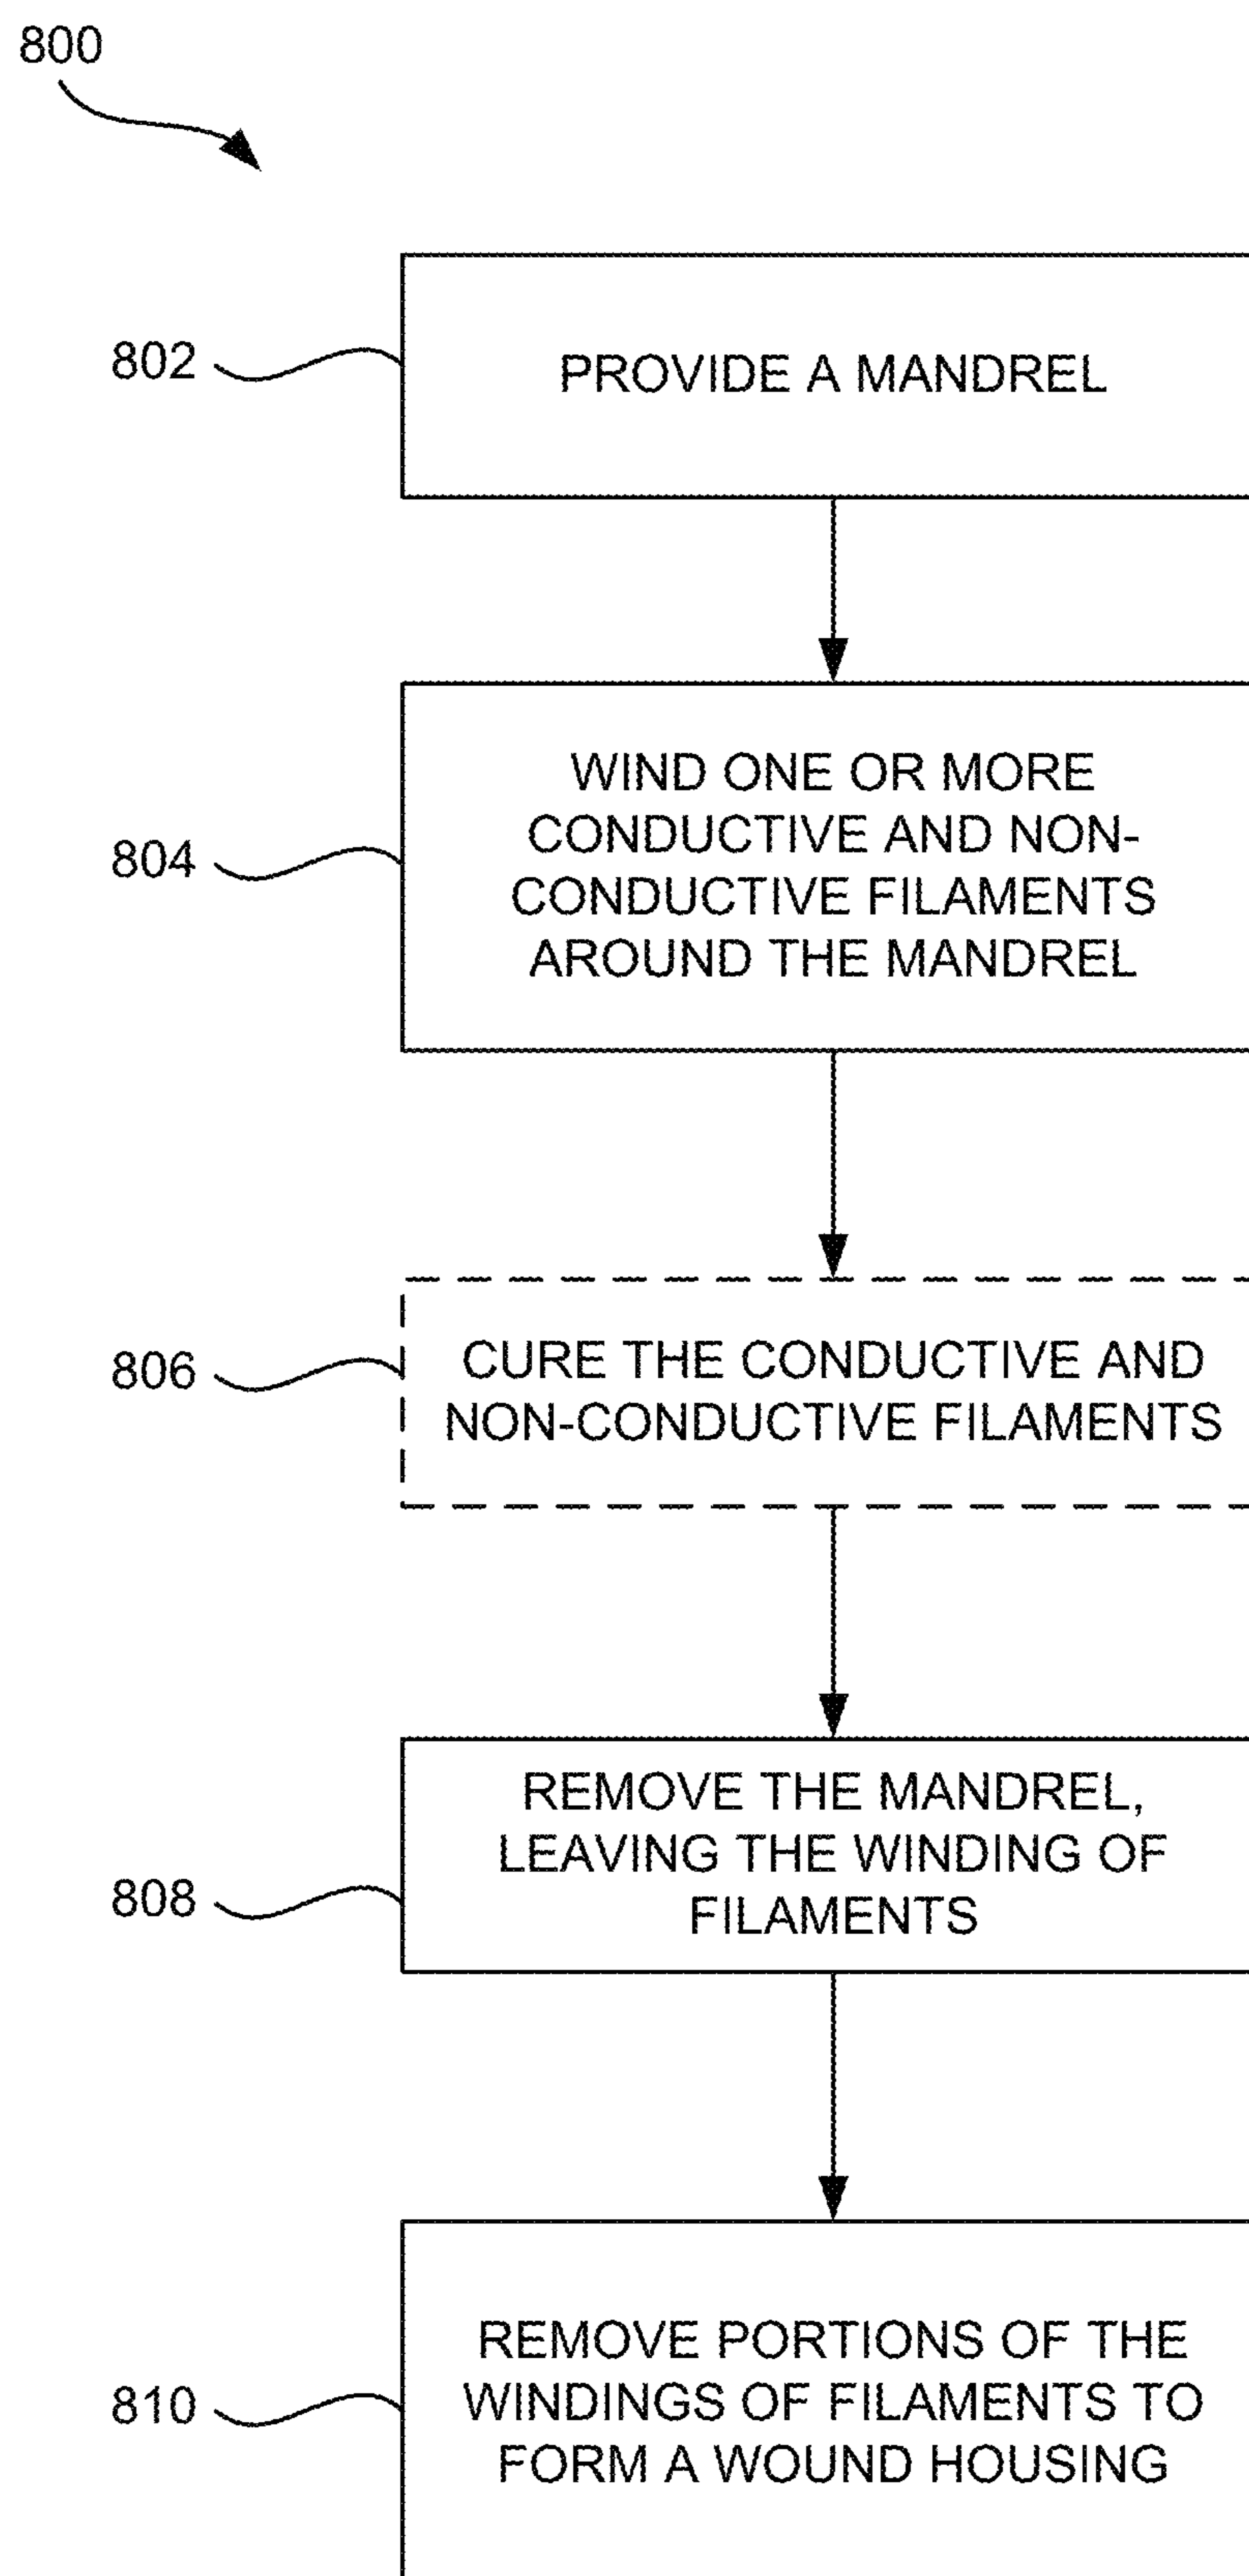 800
802
PROVIDE A MANDREL
804
WIND ONE OR MORE
CONDUCTIVE AND NON-
CONDUCTIVE FILAMENTS
AROUND THE MANDREL
806
CURE THE CONDUCTIVE AND
NON-CONDUCTIVE FILAMENTS
808
REMOVE THE MANDREL,
LEAVING THE WINDING OF
FILAMENTS
810
REMOVE PORTIONS OF THE
WINDINGS OF FILAMENTS TO
FORM A WOUND HOUSING